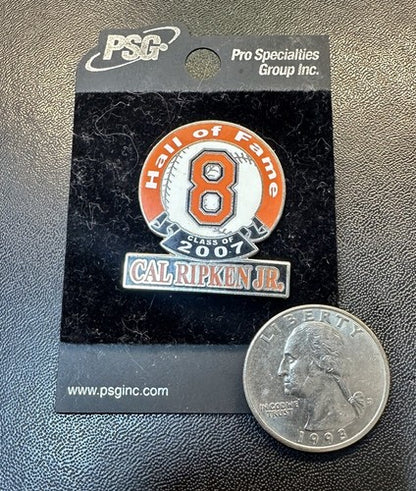 PSG
Pro Specialties
Group Inc.
Hall of Fame
8
CLASS OF
2007
CAL RIPKEN JR.
www.psginc.com
LIBERTY
IN GOD
WE TRUST
1993